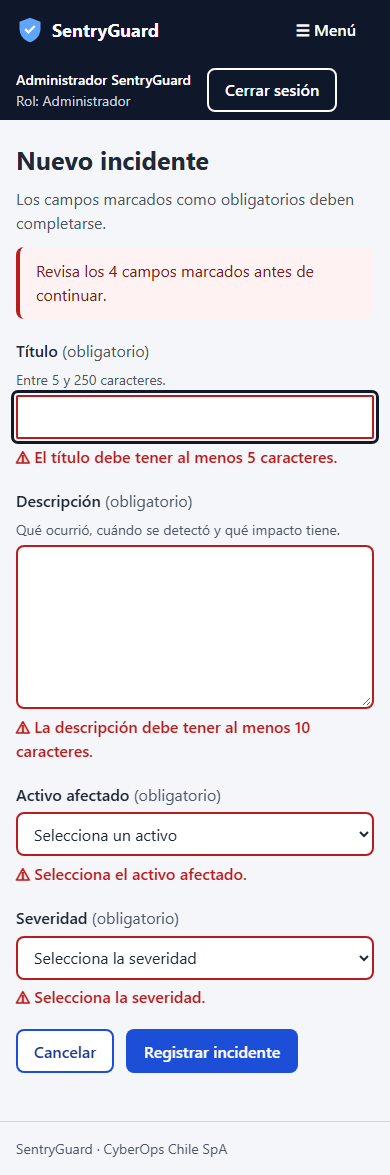 SentryGuard
☰ Menú
Administrador SentryGuard
Rol: Administrador
Cerrar sesión
Nuevo incidente
Los campos marcados como obligatorios deben
completarse.
Revisa los 4 campos marcados antes de
continuar.
Título (obligatorio)
Entre 5 y 250 caracteres.
⚠ El título debe tener al menos 5 caracteres.
Descripción (obligatorio)
Qué ocurrió, cuándo se detectó y qué impacto tiene.
⚠ La descripción debe tener al menos 10
caracteres.
Activo afectado (obligatorio)
Selecciona un activo
⚠ Selecciona el activo afectado.
Severidad (obligatorio)
Selecciona la severidad
⚠ Selecciona la severidad.
Cancelar
Registrar incidente
SentryGuard · CyberOps Chile SpA